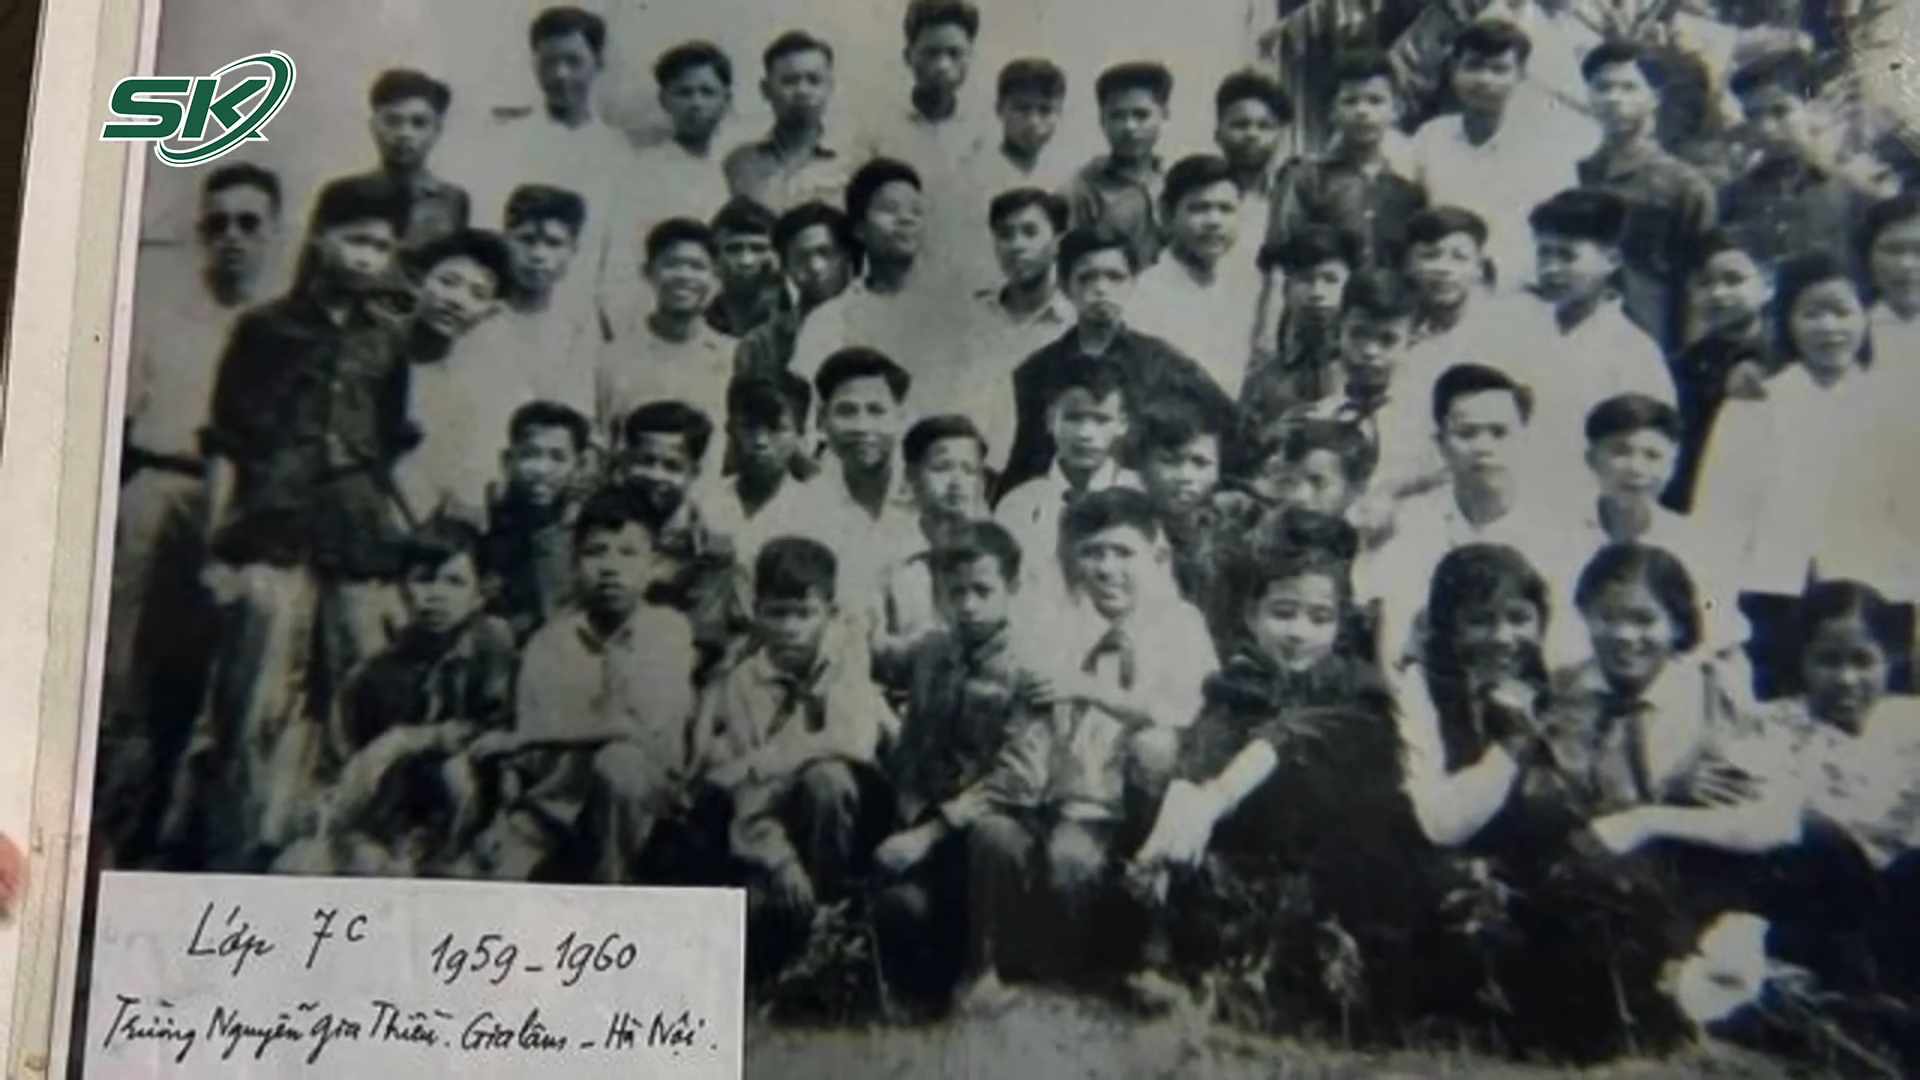 SK
Lớp 7C 1959-1960
Trường Nguyễn Gia Thiều. Gia lâm - Hà Nội.